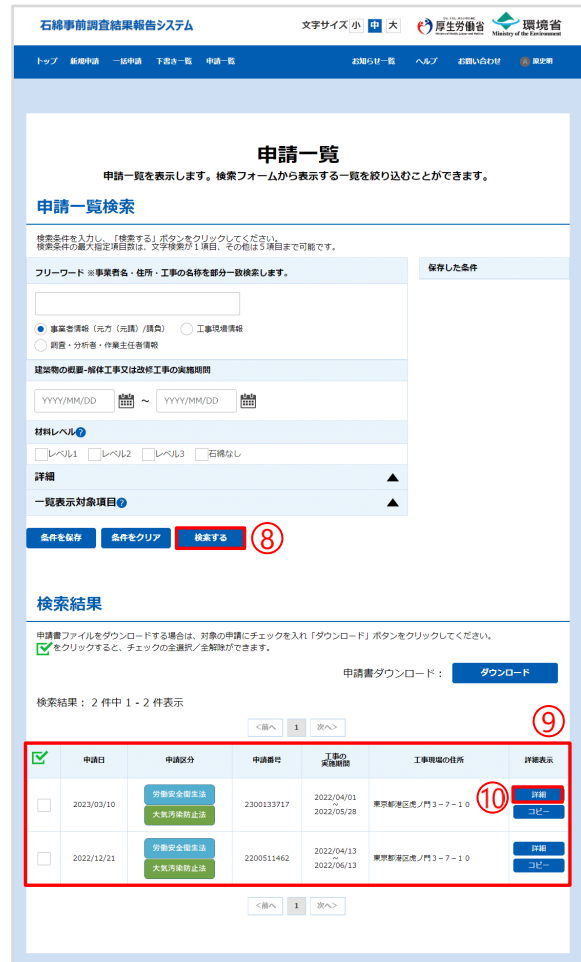 石綿事前調査結果報告システム
文字サイズ 小 中 大
厚生労働省
環境省
Ministry of the Environment
トップ 新規申請 一括申請 下書き一覧 申請一覧 お知らせ一覧 ヘルプ お問い合わせ 原史明
申請一覧
申請一覧を表示します。検索フォームから表示する一覧を絞り込むことができます。
申請一覧検索
検索条件を入力し、「検索する」ボタンをクリックしてください。
検索条件の最大指定項目数は、文字検索が１項目、その他は５項目まで可能です。
フリーワード ※事業者名・住所・工事の名称を部分一致検索します。
保存した条件
事業者情報（元方（元請）/請負） 工事現場情報
調査・分析者・作業主任者情報
建築物の概要-解体工事又は改修工事の実施期間
YYYY/MM/DD ～ YYYY/MM/DD
材料レベル?
レベル1 レベル2 レベル3 石綿なし
詳細 ▲
一覧表示対象項目? ▲
条件を保存 条件をクリア 検索する ⑧
検索結果
申請書ファイルをダウンロードする場合は、対象の申請にチェックを入れ「ダウンロード」ボタンをクリックしてください。
をクリックすると、チェックの全選択／全解除ができます。
申請書ダウンロード： ダウンロード
検索結果： 2 件中 1 - 2 件表示
<前へ 1 次へ>
⑨
申請日 申請区分 申請番号 工事の実施期間 工事現場の住所 詳細表示
2023/03/10 労働安全衛生法 大気汚染防止法 2300133717 2022/04/01 ～ 2022/05/28 東京都港区虎ノ門３－７－１０ ⑩ 詳細 コピー
2022/12/21 労働安全衛生法 大気汚染防止法 2200511462 2022/04/13 ～ 2022/06/13 東京都港区虎ノ門３－７－１０ 詳細 コピー
<前へ 1 次へ>